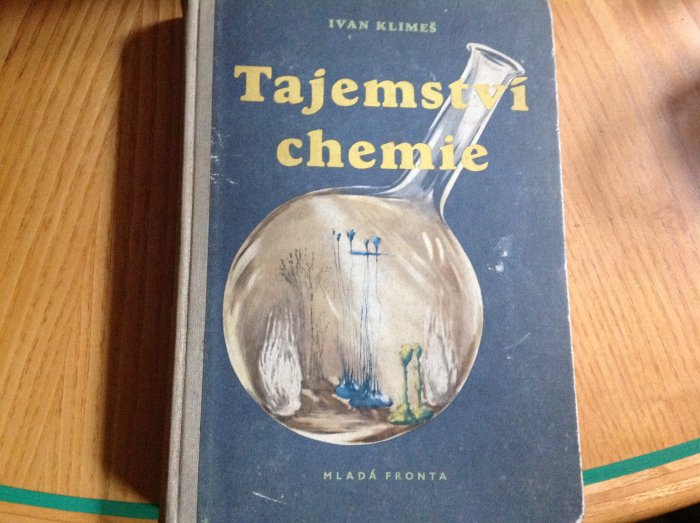 IVAN KLIMEŠ
Tajemství
chemie
MLADÁ FRONTA